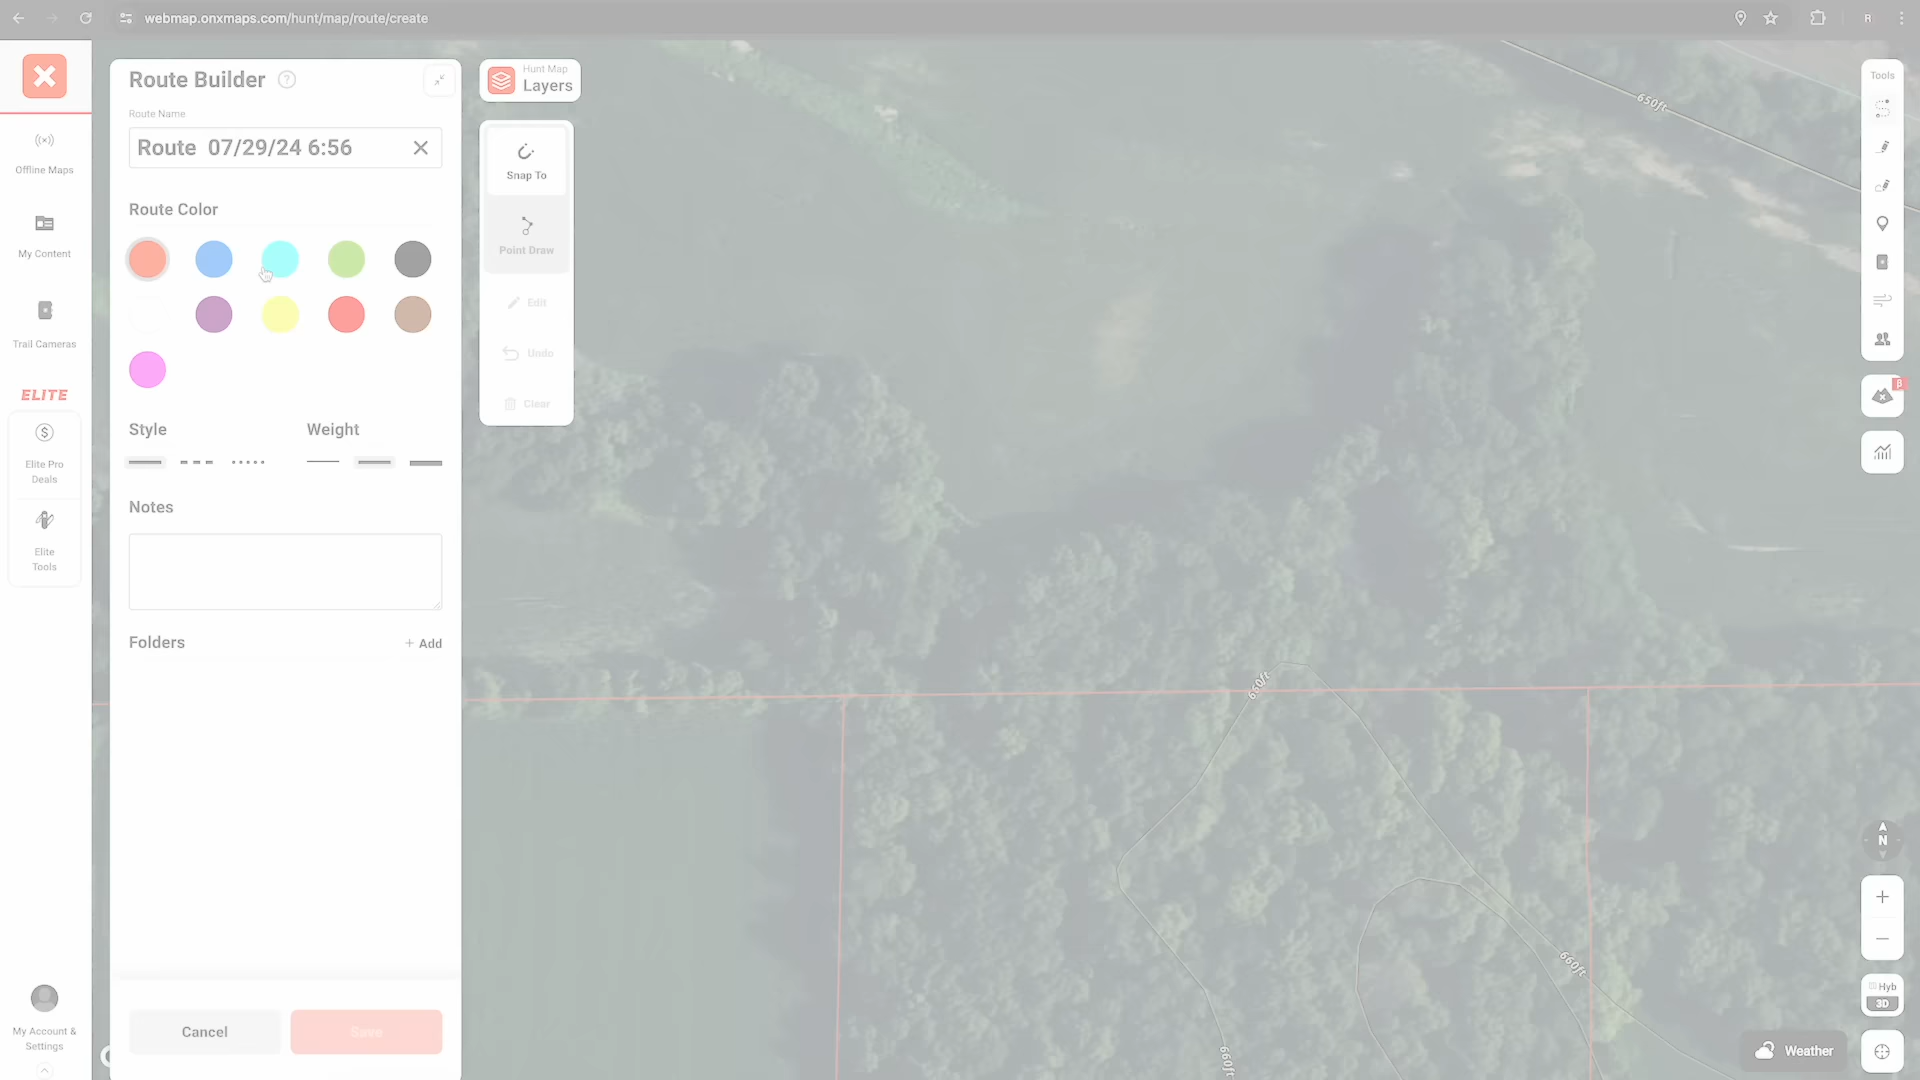 webmap.onxmaps.com/hunt/map/route/create
R
Offline Maps
My Content
Trail Cameras
ELITE
Elite Pro
Deals
Elite
Tools
My Account &
Settings
Route Builder ?
Route Name
Route 07/29/24 6:56
Route Color
Style
Weight
Notes
Folders
+ Add
Cancel
Save
Hunt Map
Layers
Snap To
Point Draw
Edit
Undo
Clear
650ft
650ft
660ft
660ft
Tools
β
N
Hyb
3D
Weather